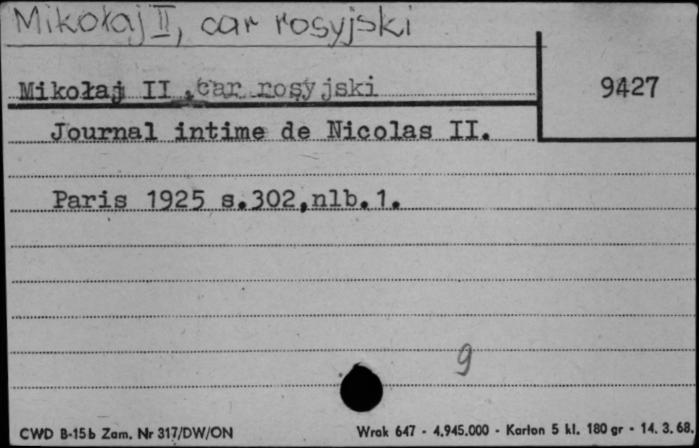 Mikołaj II, car rosyjski
Mikołaj II ,car rosyjski
9427
Journal intime de Nicolas II.
Paris 1925 s.302,nlb.1.
9
CWD B-15b Zam. Nr 317/DW/ON
Wrak 647 - 4.945.000 - Karton 5 kl. 180 gr - 14. 3. 68.